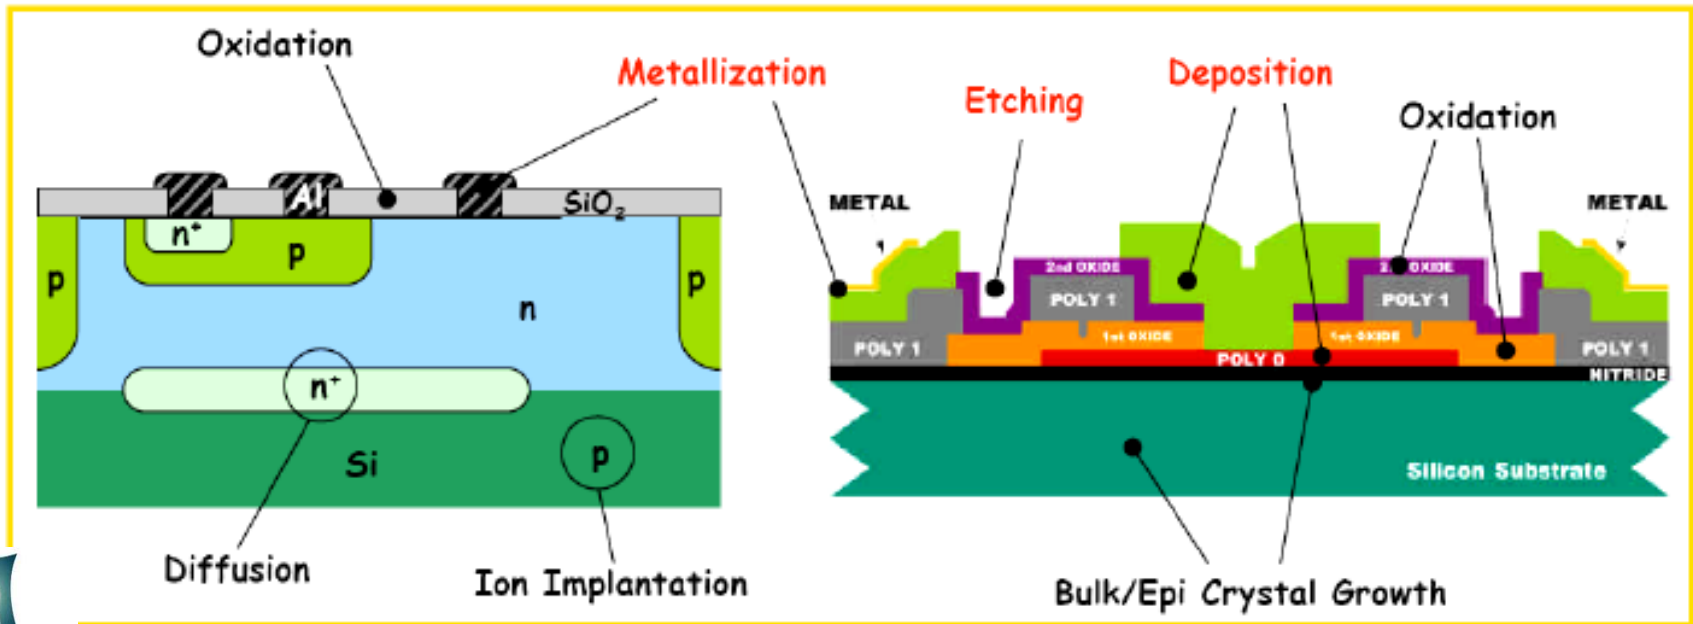 Oxidation
Metallization
Etching
Deposition
Oxidation
Al
SiO₂
n⁺
p
p
p
n
n⁺
Si
p
Diffusion
Ion Implantation
METAL
METAL
2nd OXIDE
OXIDE
POLY 1
POLY 1
1st OXIDE
1st OXIDE
POLY 1
POLY 0
POLY 1
NITRIDE
Silicon Substrate
Bulk/Epi Crystal Growth